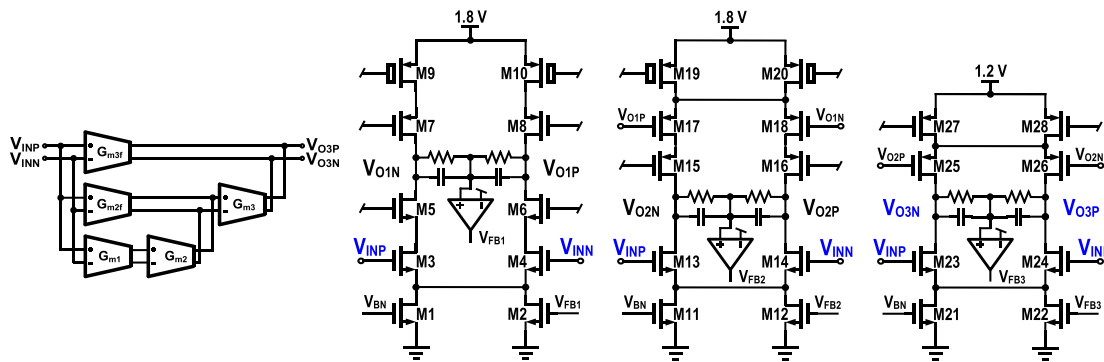 V_INP
V_INN
G_m3f
G_m2f
G_m1
G_m2
G_m3
V_O3P
V_O3N
1.8 V
M9
M10
M7
M8
V_O1N
V_O1P
+
-
M5
M6
V_FB1
V_INP
V_INN
M3
M4
V_BN
V_FB1
M1
M2
1.8 V
M19
M20
V_O1P
V_O1N
M17
M18
M15
M16
V_O2N
V_O2P
+
-
V_INP
V_INN
M13
M14
V_FB2
V_BN
V_FB2
M11
M12
1.2 V
M27
M28
V_O2P
V_O2N
M25
M26
V_O3N
V_O3P
+
-
V_INP
M23
M24
V_FB3
V_BN
V_FB3
M21
M22